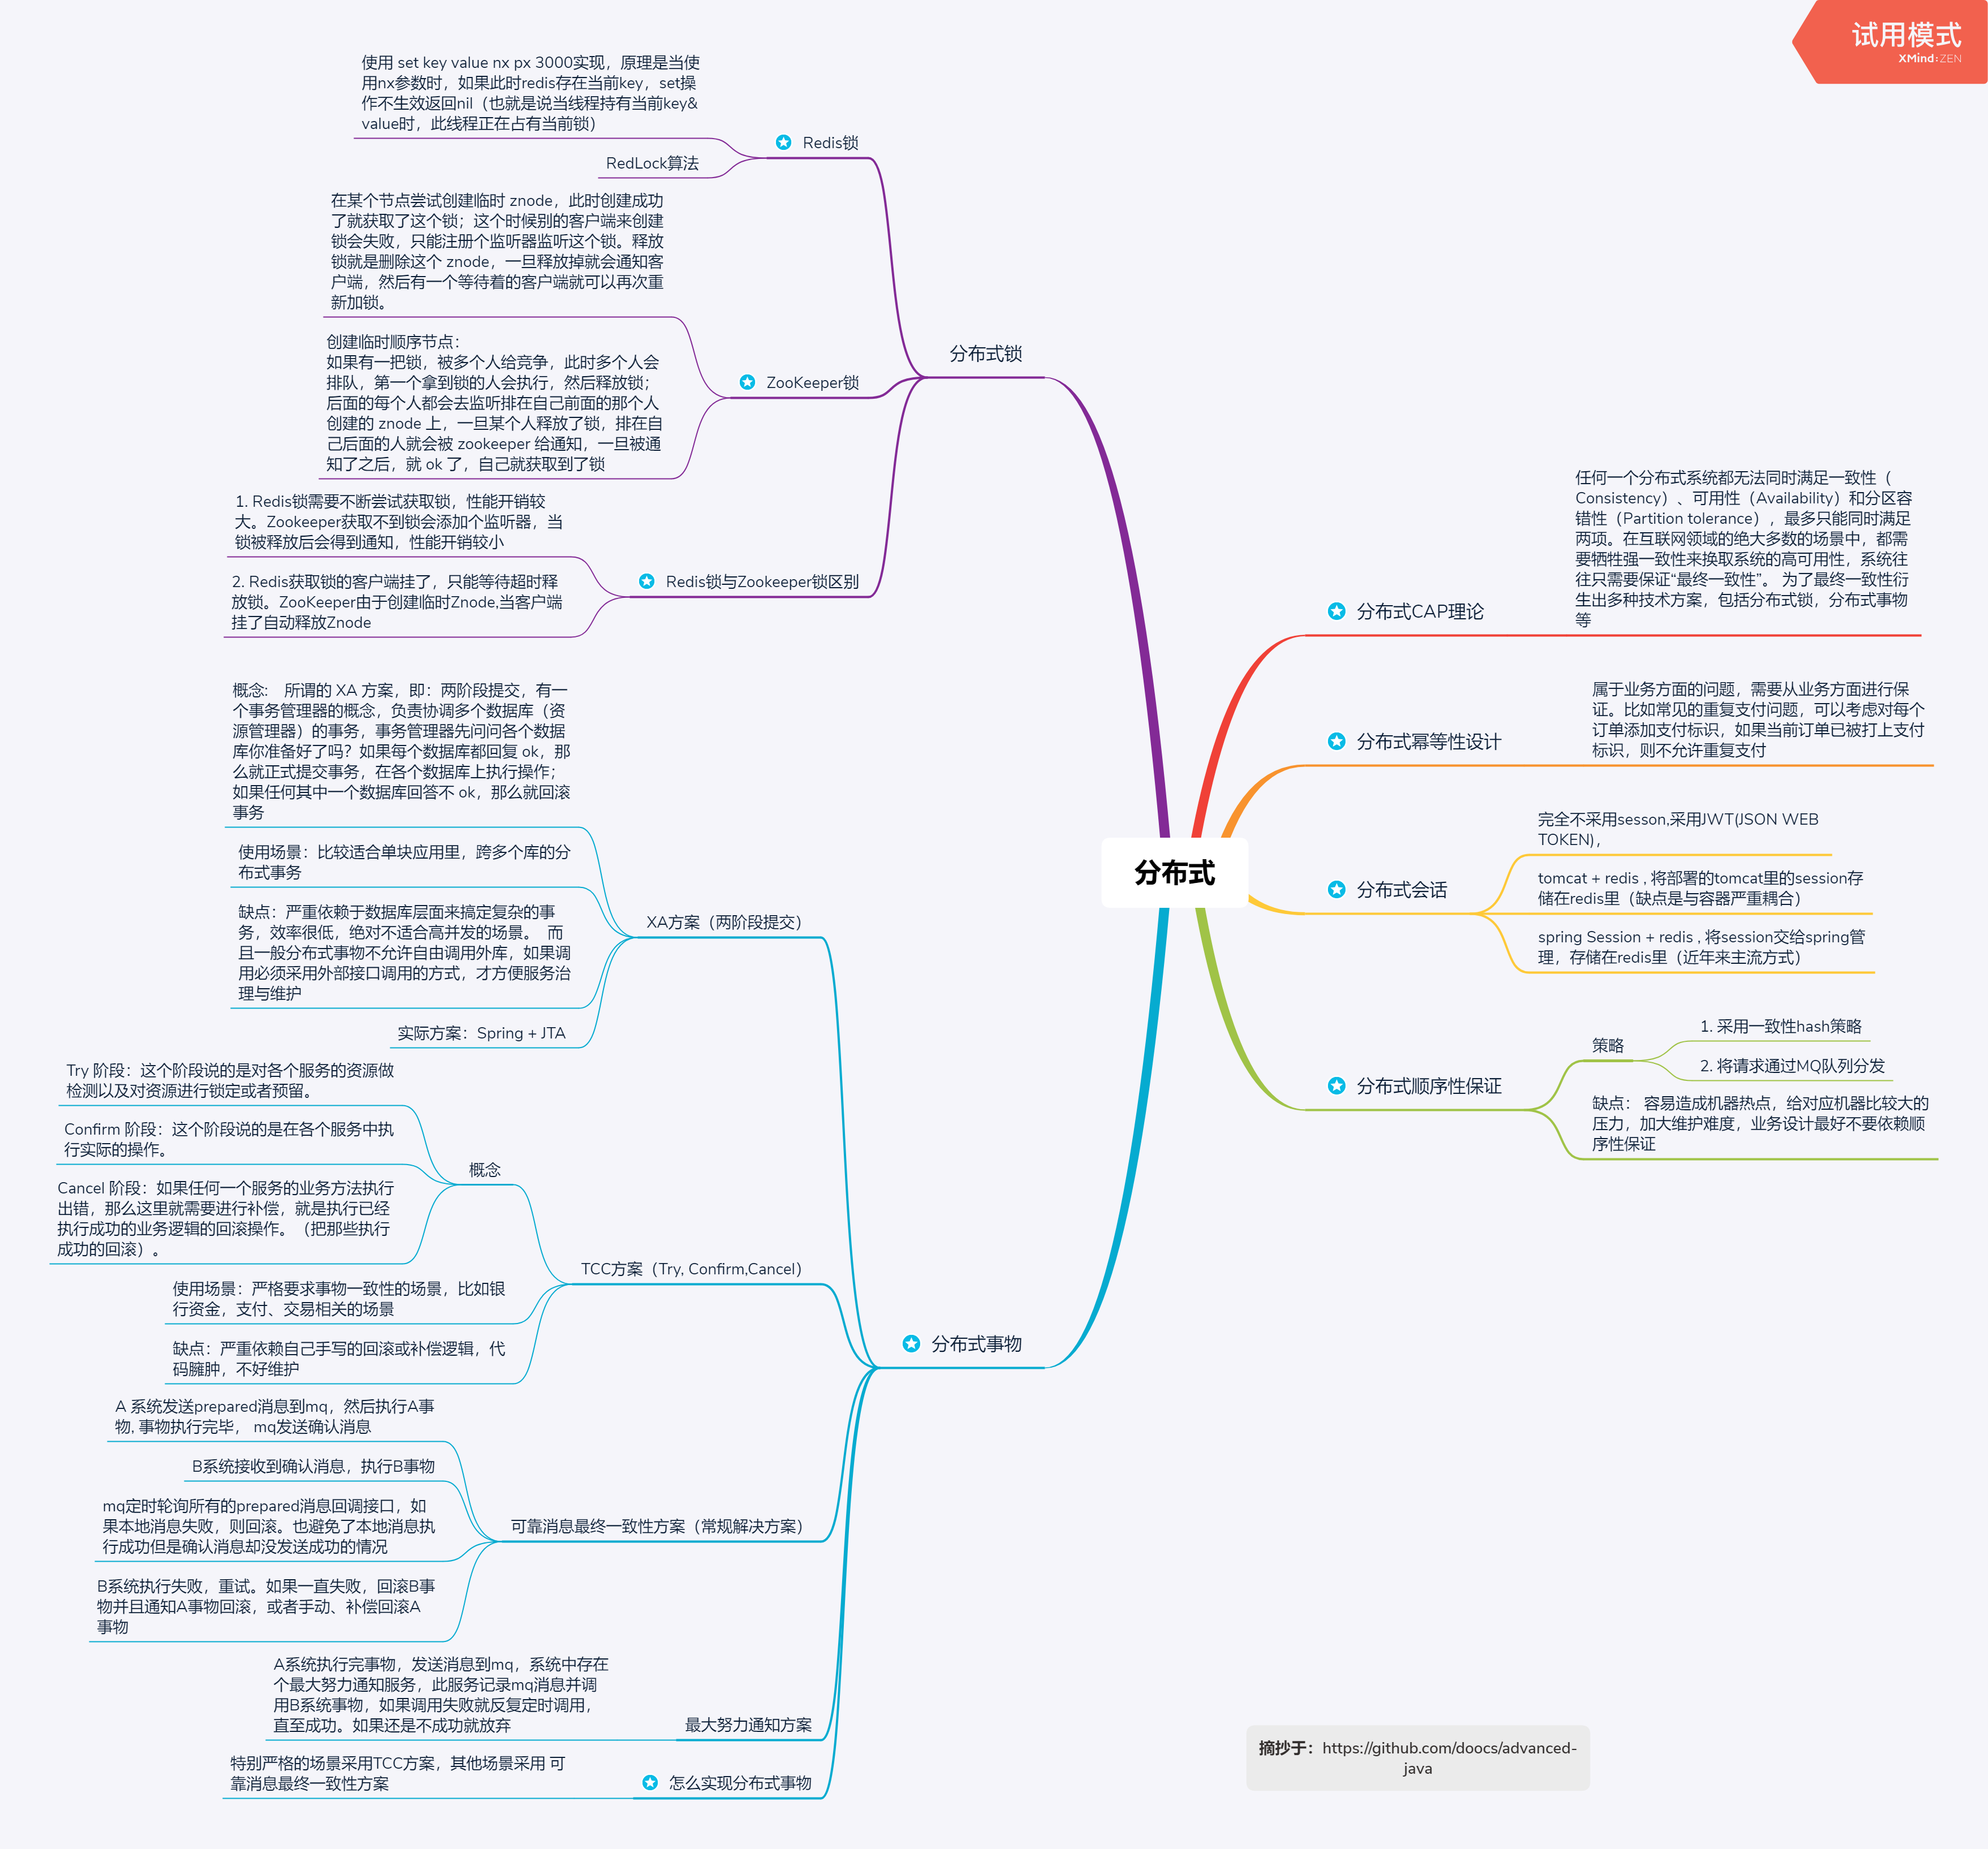 试用模式
XMind:ZEN
分布式
分布式锁
Redis锁
使用 set key value nx px 3000实现，原理是当使
用nx参数时，如果此时redis存在当前key，set操
作不生效返回nil（也就是说当线程持有当前key&
value时，此线程正在占有当前锁）
RedLock算法
ZooKeeper锁
在某个节点尝试创建临时 znode，此时创建成功
了就获取了这个锁；这个时候别的客户端来创建
锁会失败，只能注册个监听器监听这个锁。释放
锁就是删除这个 znode，一旦释放掉就会通知客
户端，然后有一个等待着的客户端就可以再次重
新加锁。
创建临时顺序节点：
如果有一把锁，被多个人给竞争，此时多个人会
排队，第一个拿到锁的人会执行，然后释放锁；
后面的每个人都会去监听排在自己前面的那个人
创建的 znode 上，一旦某个人释放了锁，排在自
己后面的人就会被 zookeeper 给通知，一旦被通
知了之后，就 ok 了，自己就获取到了锁
Redis锁与Zookeeper锁区别
1. Redis锁需要不断尝试获取锁，性能开销较
大。Zookeeper获取不到锁会添加个监听器，当
锁被释放后会得到通知，性能开销较小
2. Redis获取锁的客户端挂了，只能等待超时释
放锁。ZooKeeper由于创建临时Znode,当客户端
挂了自动释放Znode
分布式CAP理论
任何一个分布式系统都无法同时满足一致性（
Consistency）、可用性（Availability）和分区容
错性（Partition tolerance），最多只能同时满足
两项。在互联网领域的绝大多数的场景中，都需
要牺牲强一致性来换取系统的高可用性，系统往
往只需要保证“最终一致性”。 为了最终一致性衍
生出多种技术方案，包括分布式锁，分布式事物
等
分布式幂等性设计
属于业务方面的问题，需要从业务方面进行保
证。比如常见的重复支付问题，可以考虑对每个
订单添加支付标识，如果当前订单已被打上支付
标识，则不允许重复支付
分布式会话
完全不采用sesson,采用JWT(JSON WEB
TOKEN)，
tomcat + redis , 将部署的tomcat里的session存
储在redis里（缺点是与容器严重耦合）
spring Session + redis , 将session交给spring管
理，存储在redis里（近年来主流方式）
分布式顺序性保证
策略
1. 采用一致性hash策略
2. 将请求通过MQ队列分发
缺点： 容易造成机器热点，给对应机器比较大的
压力，加大维护难度，业务设计最好不要依赖顺
序性保证
分布式事物
XA方案（两阶段提交）
概念： 所谓的 XA 方案，即：两阶段提交，有一
个事务管理器的概念，负责协调多个数据库（资
源管理器）的事务，事务管理器先问问各个数据
库你准备好了吗？如果每个数据库都回复 ok，那
么就正式提交事务，在各个数据库上执行操作；
如果任何其中一个数据库回答不 ok，那么就回滚
事务
使用场景：比较适合单块应用里，跨多个库的分
布式事务
缺点：严重依赖于数据库层面来搞定复杂的事
务，效率很低，绝对不适合高并发的场景。 而
且一般分布式事物不允许自由调用外库，如果调
用必须采用外部接口调用的方式，才方便服务治
理与维护
实际方案：Spring + JTA
TCC方案（Try, Confirm,Cancel）
概念
Try 阶段：这个阶段说的是对各个服务的资源做
检测以及对资源进行锁定或者预留。
Confirm 阶段：这个阶段说的是在各个服务中执
行实际的操作。
Cancel 阶段：如果任何一个服务的业务方法执行
出错，那么这里就需要进行补偿，就是执行已经
执行成功的业务逻辑的回滚操作。（把那些执行
成功的回滚）。
使用场景：严格要求事物一致性的场景，比如银
行资金，支付、交易相关的场景
缺点：严重依赖自己手写的回滚或补偿逻辑，代
码臃肿，不好维护
可靠消息最终一致性方案（常规解决方案）
A 系统发送prepared消息到mq，然后执行A事
物, 事物执行完毕， mq发送确认消息
B系统接收到确认消息，执行B事物
mq定时轮询所有的prepared消息回调接口，如
果本地消息失败，则回滚。也避免了本地消息执
行成功但是确认消息却没发送成功的情况
B系统执行失败，重试。如果一直失败，回滚B事
物并且通知A事物回滚，或者手动、补偿回滚A
事物
最大努力通知方案
A系统执行完事物，发送消息到mq，系统中存在
个最大努力通知服务，此服务记录mq消息并调
用B系统事物，如果调用失败就反复定时调用，
直至成功。如果还是不成功就放弃
怎么实现分布式事物
特别严格的场景采用TCC方案，其他场景采用 可
靠消息最终一致性方案
摘抄于：https://github.com/doocs/advanced-
java